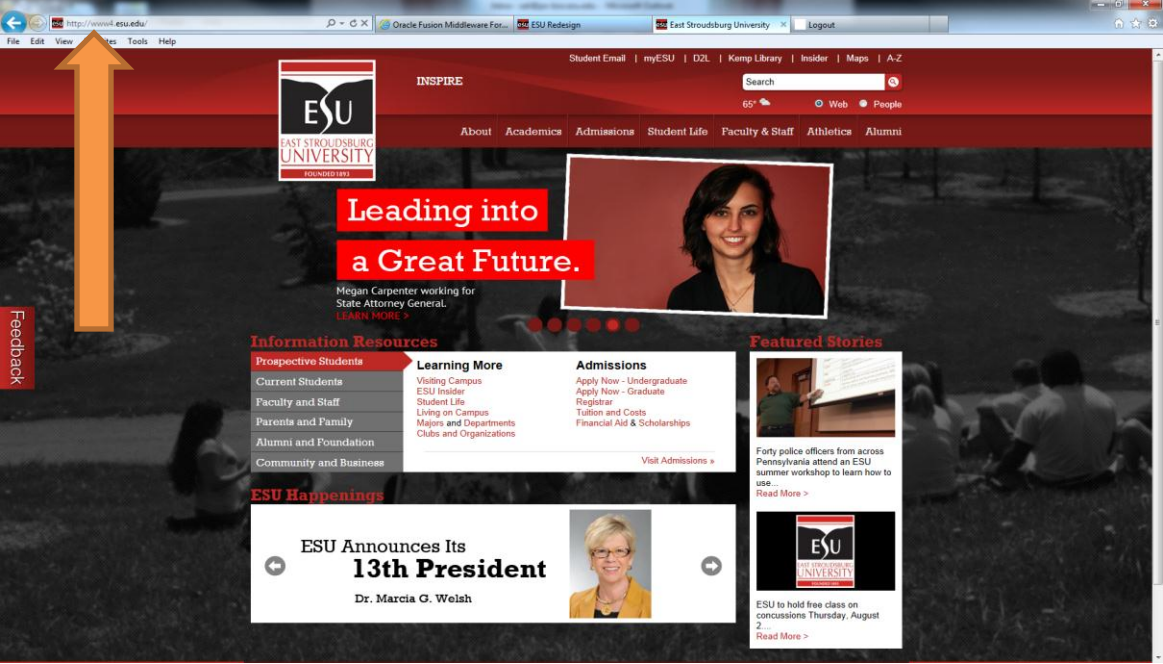 http://www4.esu.edu/
Oracle Fusion Middleware For...
ESU Redesign
East Stroudsburg University
Logout
File Edit View Tools Help
Student Email | myESU | D2L | Kemp Library | Insider | Maps | A-Z
INSPIRE
Search
65°
Web
People
ESU
EAST STROUDSBURG
UNIVERSITY
FOUNDED 1893
About Academics Admissions Student Life Faculty & Staff Athletics Alumni
Leading into
a Great Future.
Megan Carpenter working for
State Attorney General.
LEARN MORE >
Feedback
Information Resources
Prospective Students
Current Students
Faculty and Staff
Parents and Family
Alumni and Foundation
Community and Business
Learning More
Visiting Campus
ESU Insider
Student Life
Living on Campus
Majors and Departments
Clubs and Organizations
Admissions
Apply Now - Undergraduate
Apply Now - Graduate
Registrar
Tuition and Costs
Financial Aid & Scholarships
Visit Admissions »
ESU Happenings
ESU Announces Its
13th President
Dr. Marcia G. Welsh
Featured Stories
Forty police officers from across
Pennsylvania attend an ESU
summer workshop to learn how to
use...
Read More >
ESU
EAST STROUDSBURG
UNIVERSITY
FOUNDED 1893
ESU to hold free class on
concussions Thursday, August
2....
Read More >